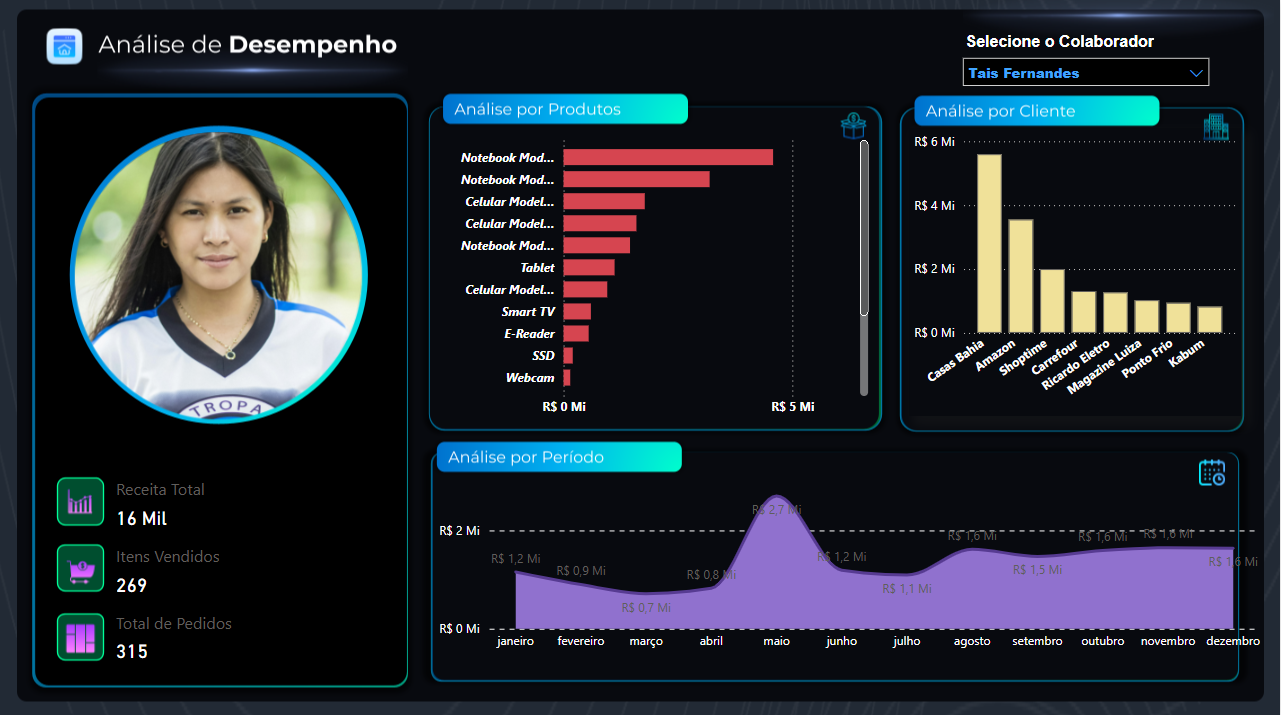 Análise de Desempenho
Selecione o Colaborador
Tais Fernandes
TROPA
Receita Total
16 Mil
Itens Vendidos
269
Total de Pedidos
315
Análise por Produtos
Notebook Mod...
Notebook Mod...
Celular Model...
Celular Model...
Notebook Mod...
Tablet
Celular Model...
Smart TV
E-Reader
SSD
Webcam
R$ 0 Mi
R$ 5 Mi
Análise por Cliente
R$ 6 Mi
R$ 4 Mi
R$ 2 Mi
R$ 0 Mi
Casas Bahia
Amazon
Shoptime
Carrefour
Ricardo Eletro
Magazine Luiza
Ponto Frio
Kabum
Análise por Período
R$ 2 Mi
R$ 0 Mi
R$ 1,2 Mi
R$ 0,9 Mi
R$ 0,7 Mi
R$ 0,8 Mi
R$ 2,7 Mi
R$ 1,2 Mi
R$ 1,1 Mi
R$ 1,6 Mi
R$ 1,5 Mi
R$ 1,6 Mi
R$ 1,6 Mi
R$ 1,6 Mi
janeiro
fevereiro
março
abril
maio
junho
julho
agosto
setembro
outubro
novembro
dezembro